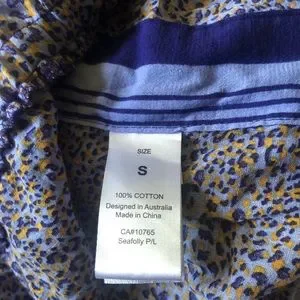 SIZE
S
100% COTTON
Designed in Australia
Made in China
CA#10765
Seafolly P/L